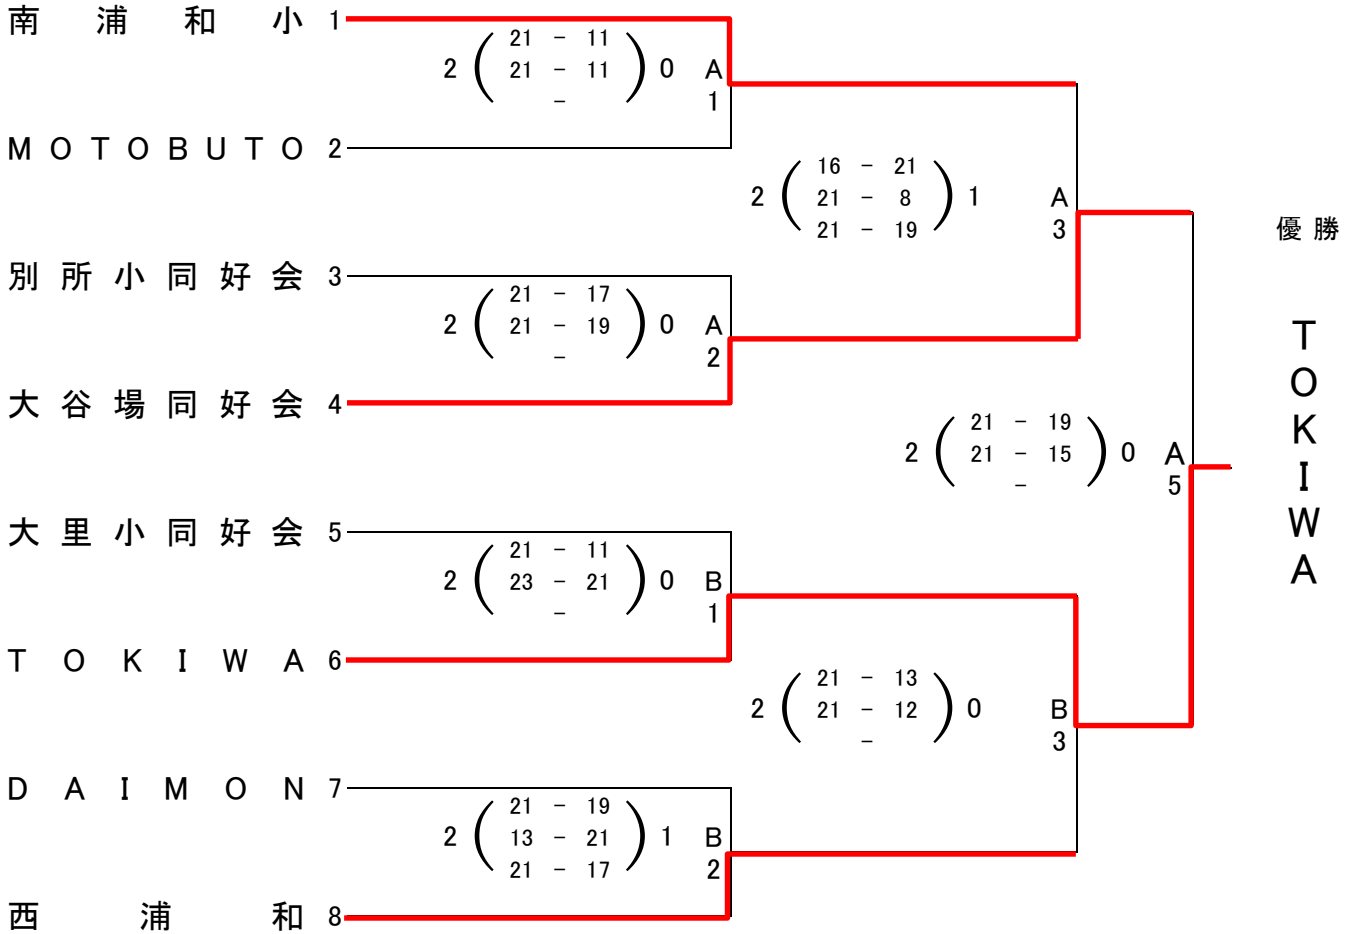 南浦和小 1
21 - 11
2 ( 21 - 11 ) 0 A
- 1
MOTOBUTO 2
16 - 21
2 ( 21 - 8 ) 1 A
21 - 19 3
優勝
別所小同好会 3
21 - 17
2 ( 21 - 19 ) 0 A
- 2
TOKIWA
大谷場同好会 4
21 - 19
2 ( 21 - 15 ) 0 A
- 5
大里小同好会 5
21 - 11
2 ( 23 - 21 ) 0 B
- 1
TOKIWA 6
21 - 13
2 ( 21 - 12 ) 0 B
- 3
DAIMON 7
21 - 19
2 ( 13 - 21 ) 1 B
21 - 17 2
西浦和 8